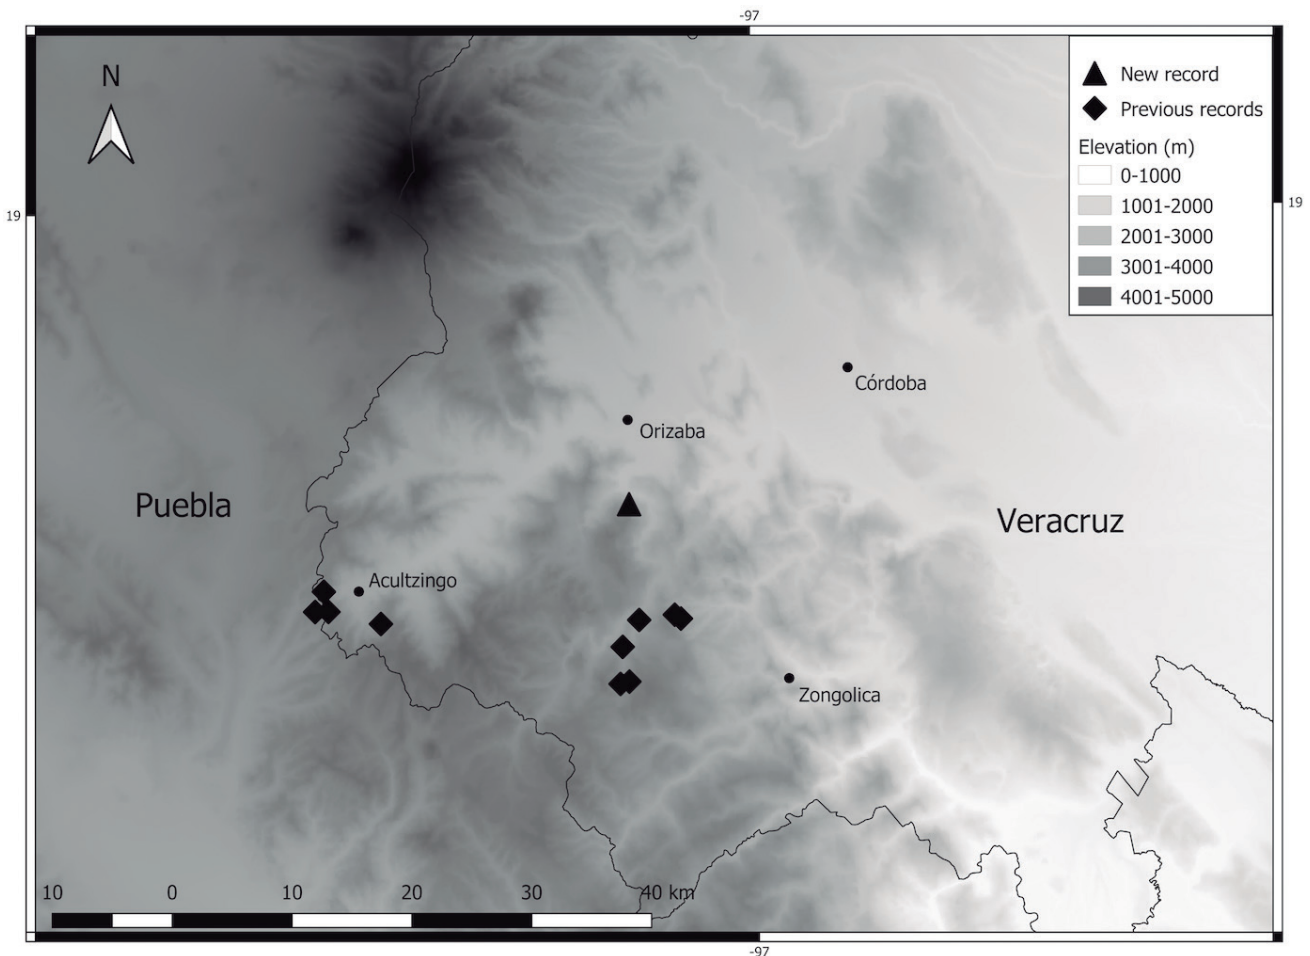 -97
N
New record
Previous records
Elevation (m)
0-1000
1001-2000
2001-3000
3001-4000
4001-5000
19
19
Córdoba
Orizaba
Puebla
Veracruz
Acultzingo
Zongolica
10 0 10 20 30 40 km
-97